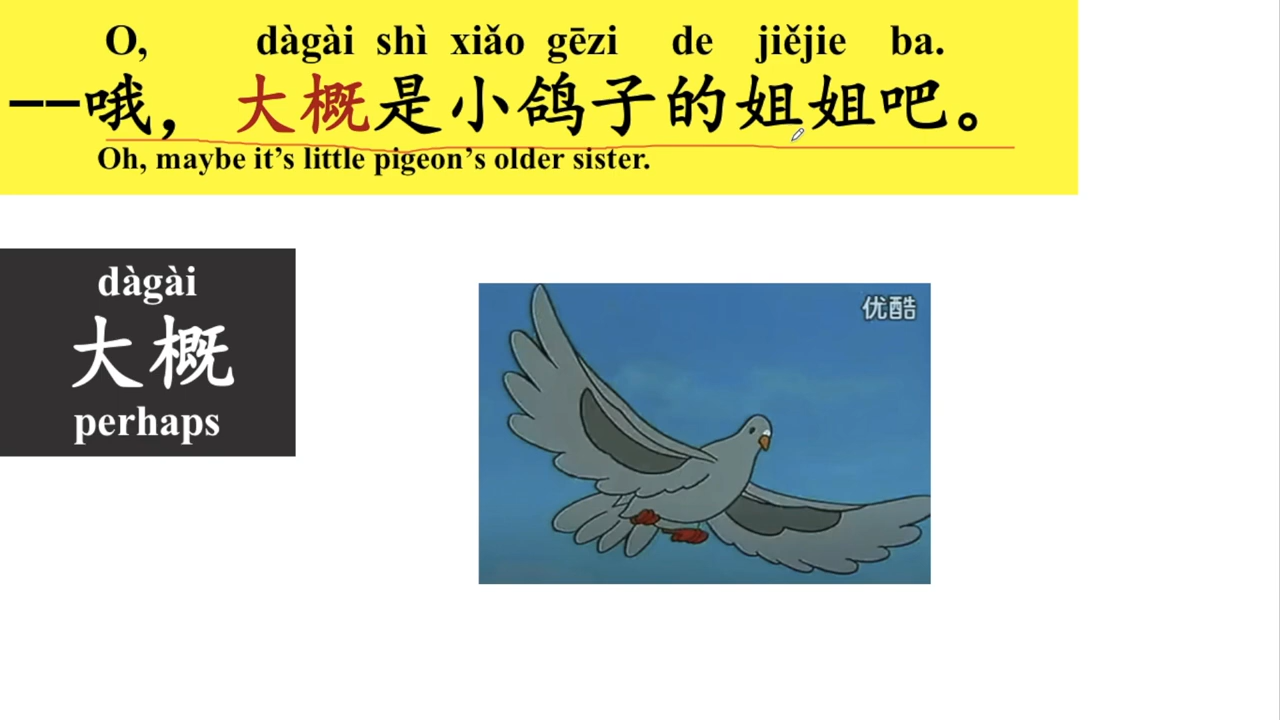 O, dàgài shì xiǎo gēzi de jiějie ba.
——哦，大概是小鸽子的姐姐吧。
Oh, maybe it’s little pigeon’s older sister.
dàgài
大概
perhaps
优酷